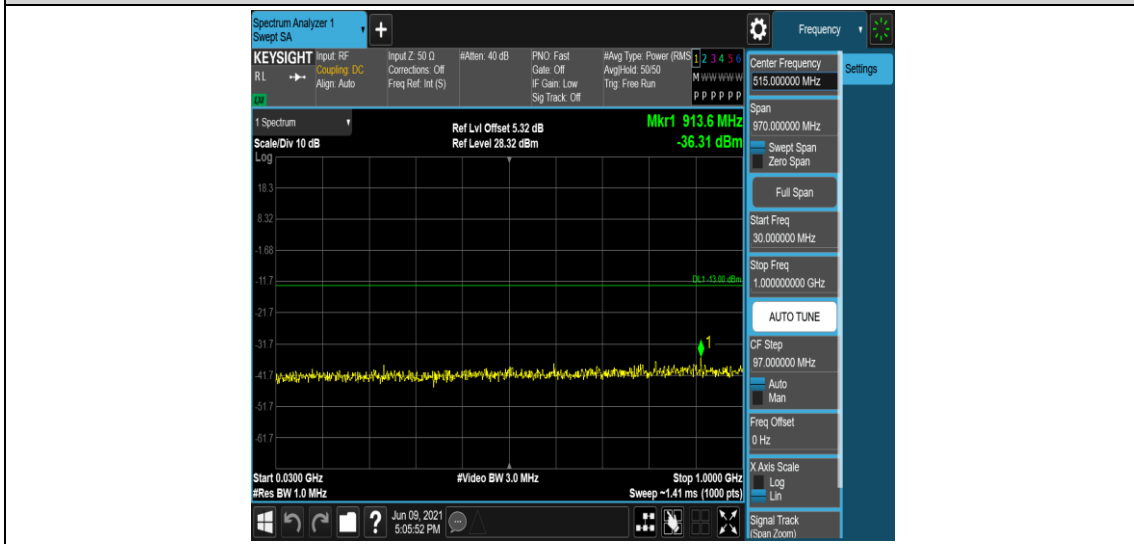 Spectrum Analyzer 1
Swept SA
+
Frequency
KEYSIGHT
RL
LXI
Input: RF
Coupling: DC
Align: Auto
Input Z: 50 Ω
Corrections: Off
Freq Ref: Int (S)
#Atten: 40 dB
PNO: Fast
Gate: Off
IF Gain: Low
Sig Track: Off
#Avg Type: Power (RMS
Avg|Hold: 50/50
Trig: Free Run
1 2 3 4 5 6
M W W W W W
P P P P P P
1 Spectrum
Scale/Div 10 dB
Log
Ref Lvl Offset 5.32 dB
Ref Level 28.32 dBm
Mkr1 913.6 MHz
-36.31 dBm
18.3
8.32
-1.68
-11.7
DL1 -13.00 dBm
-21.7
-31.7
1
-41.7
-51.7
-61.7
Start 0.0300 GHz
#Res BW 1.0 MHz
#Video BW 3.0 MHz
Stop 1.0000 GHz
Sweep ~1.41 ms (1000 pts)
?
Jun 09, 2021
5:05:52 PM
Center Frequency
515.000000 MHz
Settings
Span
970.000000 MHz
Swept Span
Zero Span
Full Span
Start Freq
30.000000 MHz
Stop Freq
1.000000000 GHz
AUTO TUNE
CF Step
97.000000 MHz
Auto
Man
Freq Offset
0 Hz
X Axis Scale
Log
Lin
Signal Track
(Span Zoom)